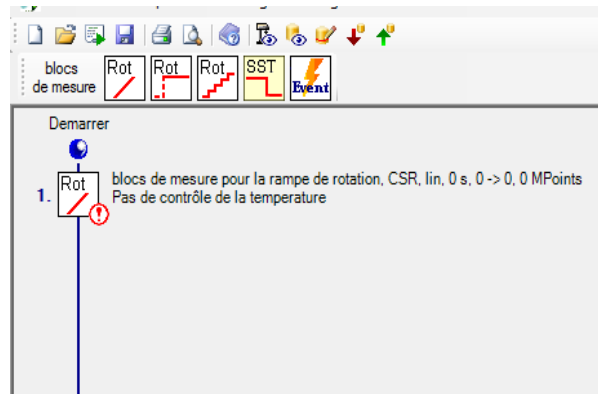 blocs
de mesure
Rot
Rot
Rot
SST
Event
Demarrer
1.
Rot
blocs de mesure pour la rampe de rotation, CSR, lin, 0 s, 0 -> 0, 0 MPoints
Pas de contrôle de la temperature